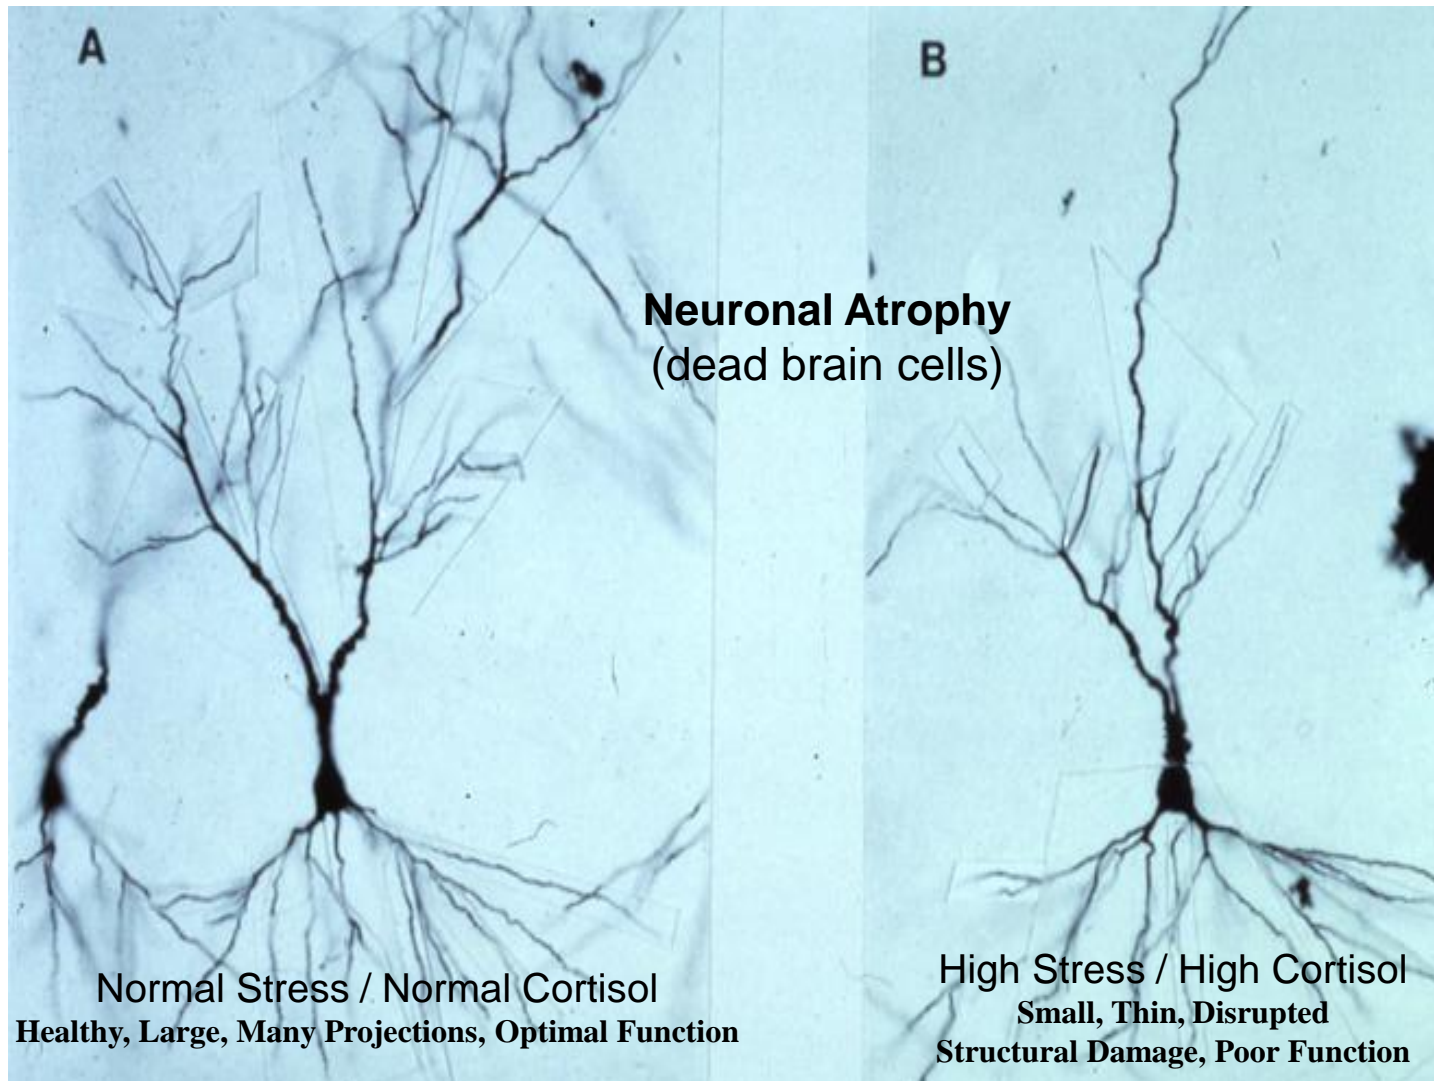 A
B
Neuronal Atrophy
(dead brain cells)
Normal Stress / Normal Cortisol
Healthy, Large, Many Projections, Optimal Function
High Stress / High Cortisol
Small, Thin, Disrupted
Structural Damage, Poor Function